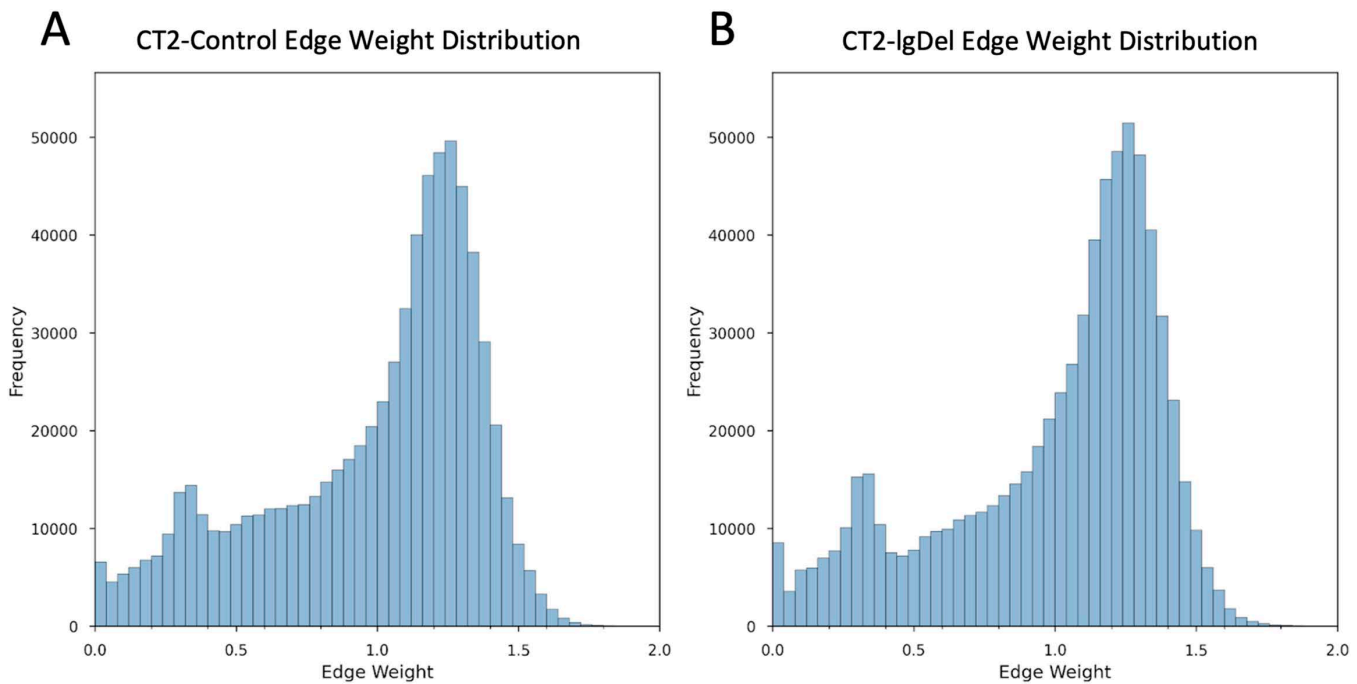 A
CT2-Control Edge Weight Distribution
50000
40000
30000
20000
10000
0
Frequency
0.0 0.5 1.0 1.5 2.0
Edge Weight
B
CT2-lgDel Edge Weight Distribution
50000
40000
30000
20000
10000
0
Frequency
0.0 0.5 1.0 1.5 2.0
Edge Weight